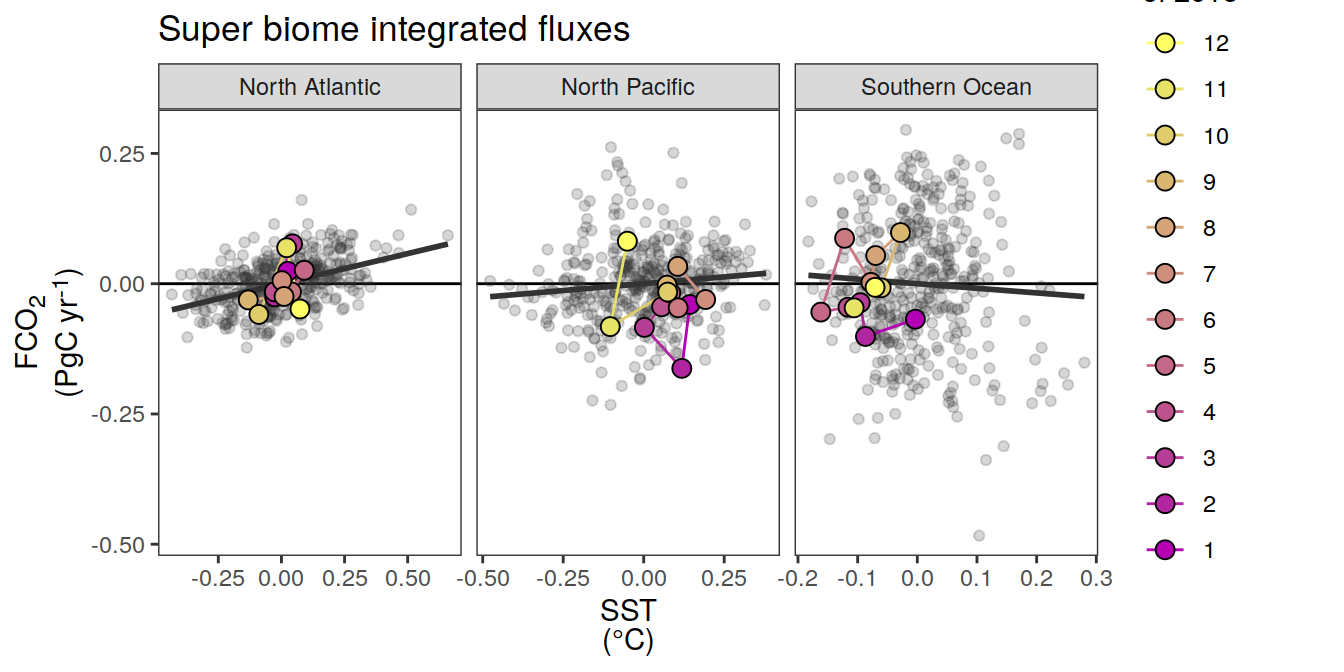 Super biome integrated fluxes
North Atlantic
North Pacific
Southern Ocean
FCO₂
(PgC yr⁻¹)
0.25
0.00
-0.25
-0.50
-0.25 0.00 0.25 0.50
-0.50 -0.25 0.00 0.25
-0.2 -0.1 0.0 0.1 0.2 0.3
SST
(°C)
12
11
10
9
8
7
6
5
4
3
2
1